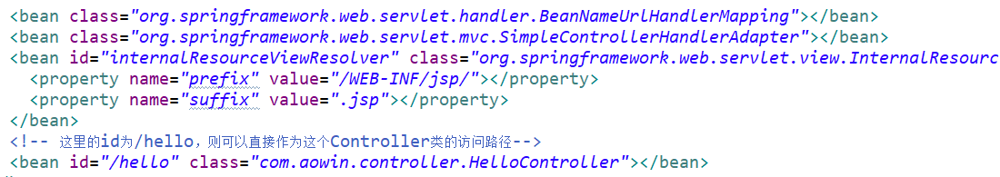 <bean class="org.springframework.web.servlet.handler.BeanNameUrlHandlerMapping"></bean>
<bean class="org.springframework.web.servlet.mvc.SimpleControllerHandlerAdapter"></bean>
<bean id="internalResourceViewResolver" class="org.springframework.web.servlet.view.InternalResourc
<property name="prefix" value="/WEB-INF/jsp/"></property>
<property name="suffix" value=".jsp"></property>
</bean>
<!-- 这里的id为/hello，则可以直接作为这个Controller类的访问路径-->
<bean id="/hello" class="com.aowin.controller.HelloController"></bean>